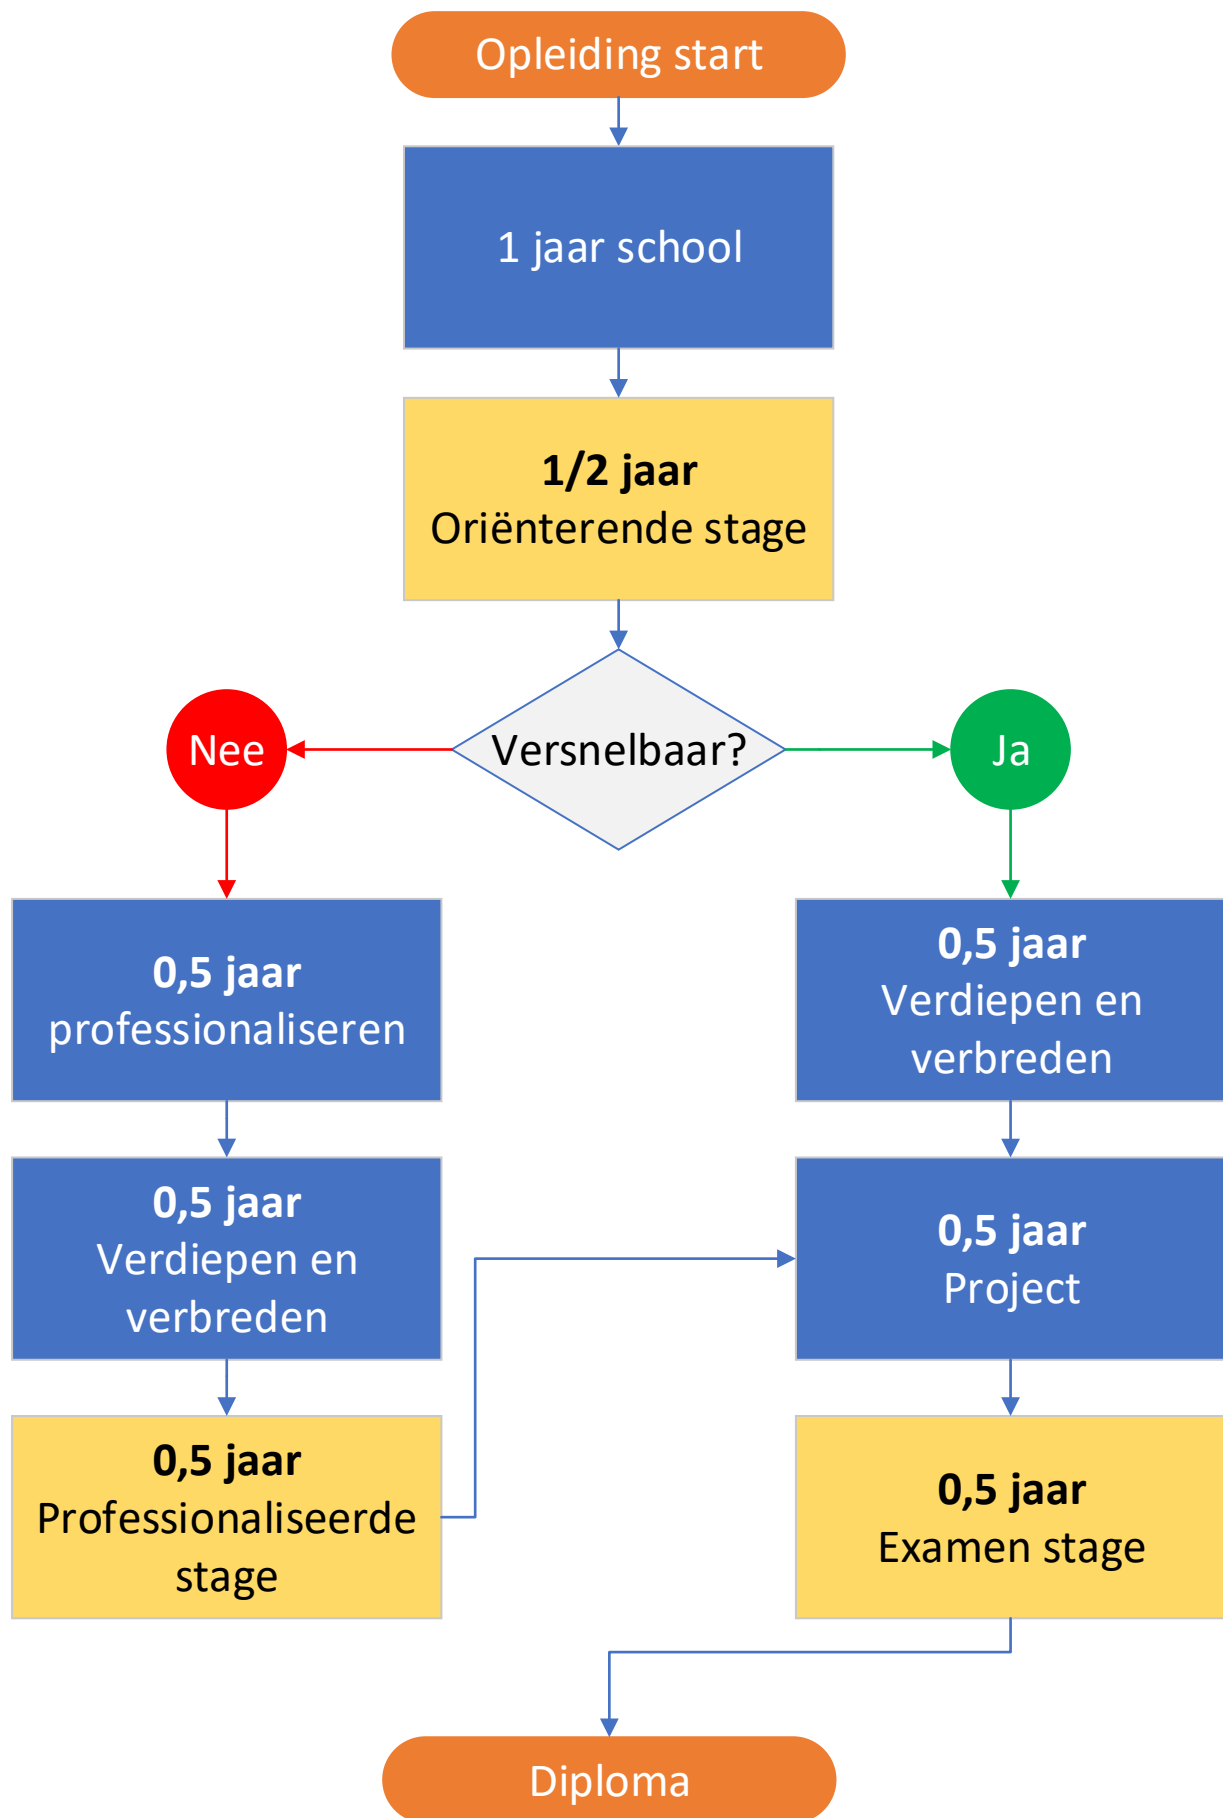 Opleiding start
1 jaar school
1/2 jaar
Oriënterende stage
Versnelbaar?
Nee
Ja
0,5 jaar
professionaliseren
0,5 jaar
Verdiepen en
verbreden
0,5 jaar
Verdiepen en
verbreden
0,5 jaar
Project
0,5 jaar
Professionaliseerde
stage
0,5 jaar
Examen stage
Diploma